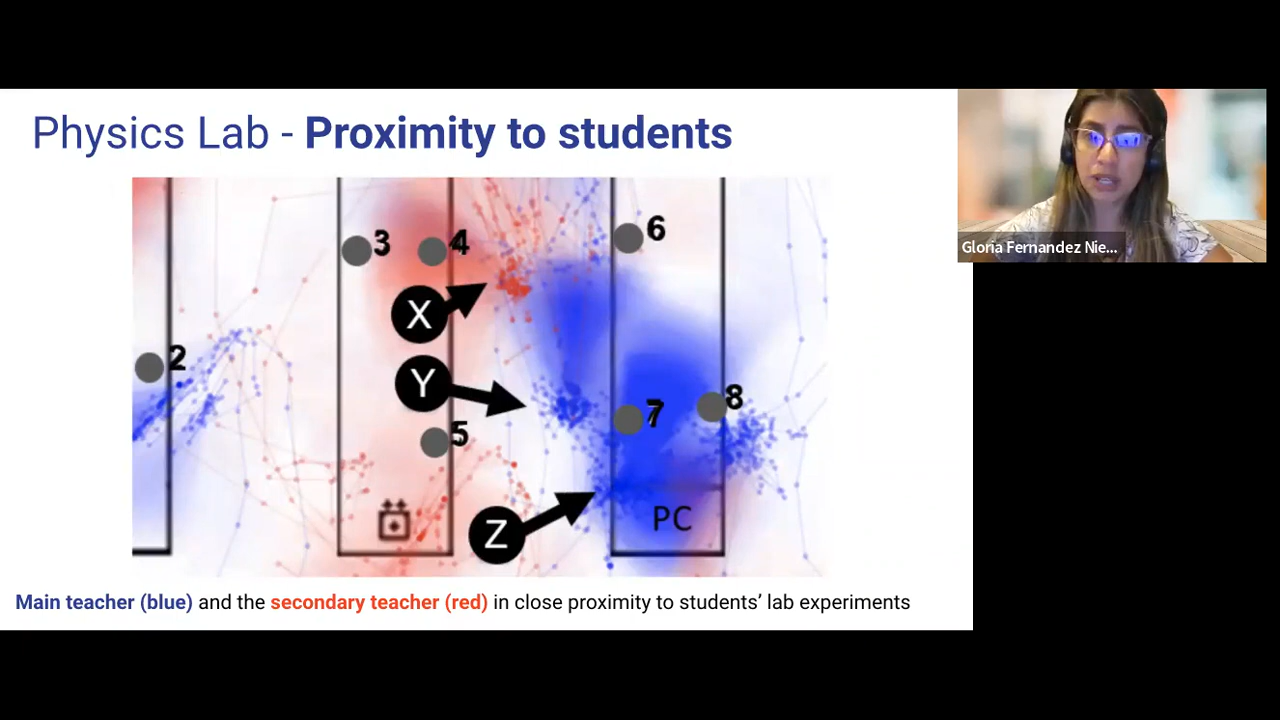 Physics Lab - Proximity to students
3
4
6
X
2
Y
8
7
5
PC
Z
Main teacher (blue) and the secondary teacher (red) in close proximity to students' lab experiments
Gloria Fernandez Nie...